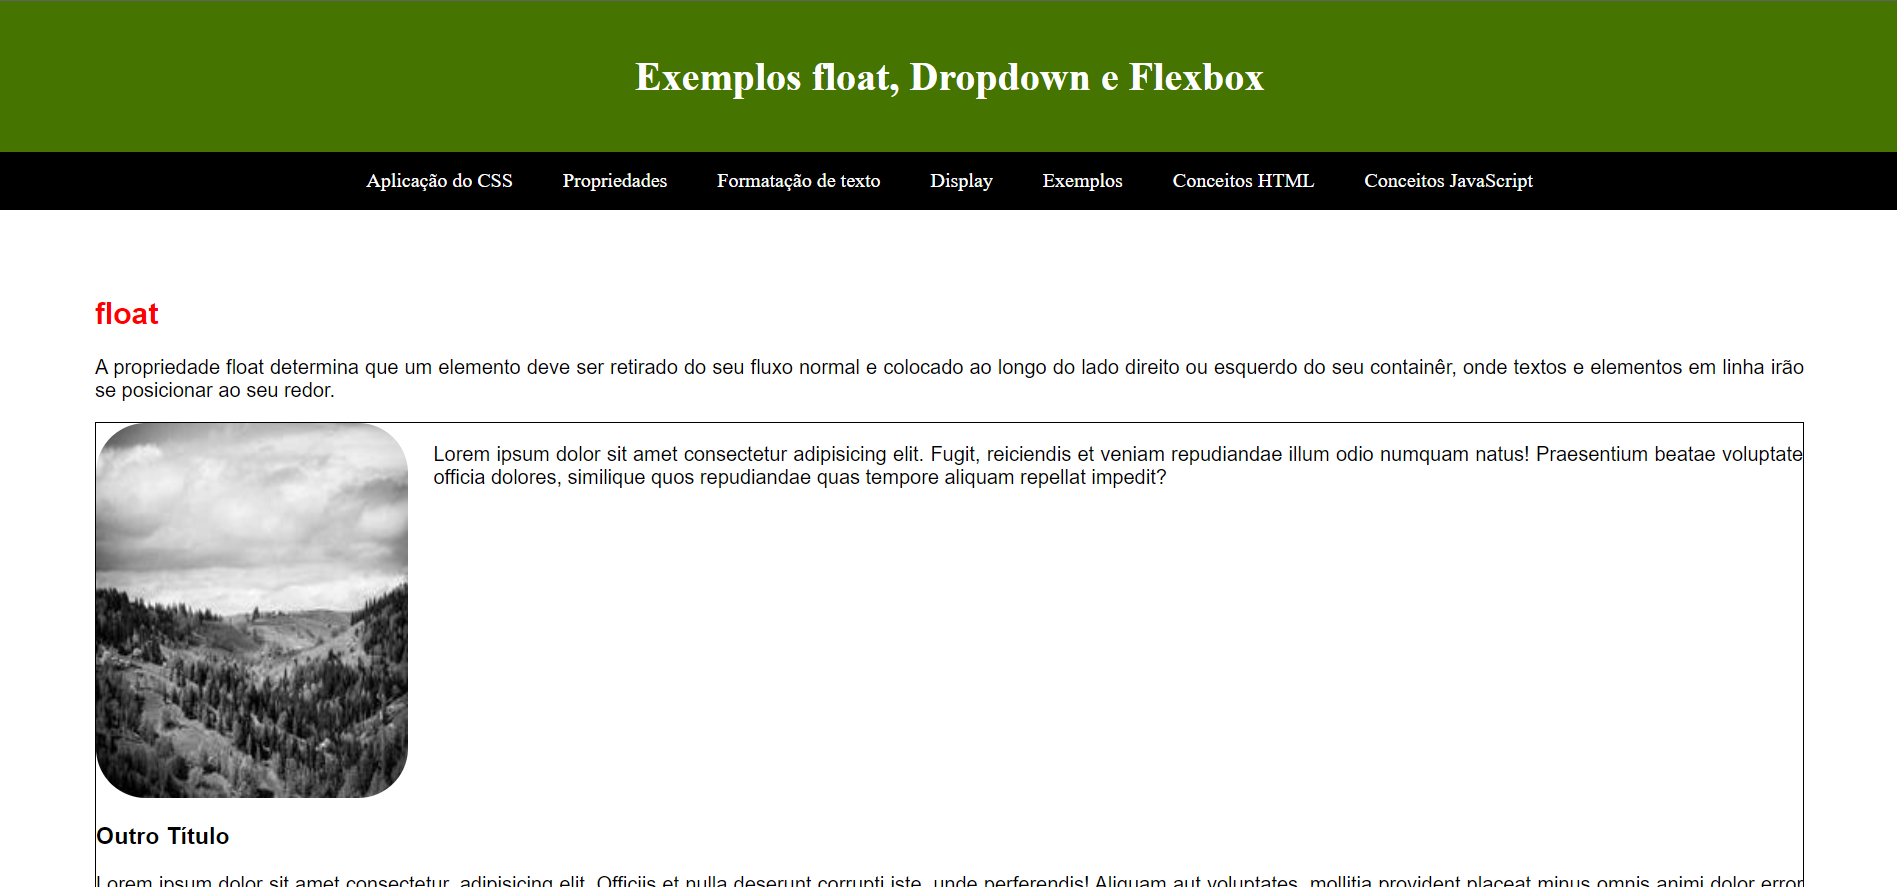 Exemplos float, Dropdown e Flexbox
Aplicação do CSS Propriedades Formatação de texto Display Exemplos Conceitos HTML Conceitos JavaScript
float
A propriedade float determina que um elemento deve ser retirado do seu fluxo normal e colocado ao longo do lado direito ou esquerdo do seu containêr, onde textos e elementos em linha irão
se posicionar ao seu redor.
Lorem ipsum dolor sit amet consectetur adipisicing elit. Fugit, reiciendis et veniam repudiandae illum odio numquam natus! Praesentium beatae voluptate
officia dolores, similique quos repudiandae quas tempore aliquam repellat impedit?
Outro Título
Lorem ipsum dolor sit amet consectetur, adipisicing elit. Officiis et nulla deserunt corrupti iste, unde perferendis! Aliquam aut voluptates, mollitia provident placeat minus omnis animi dolor error